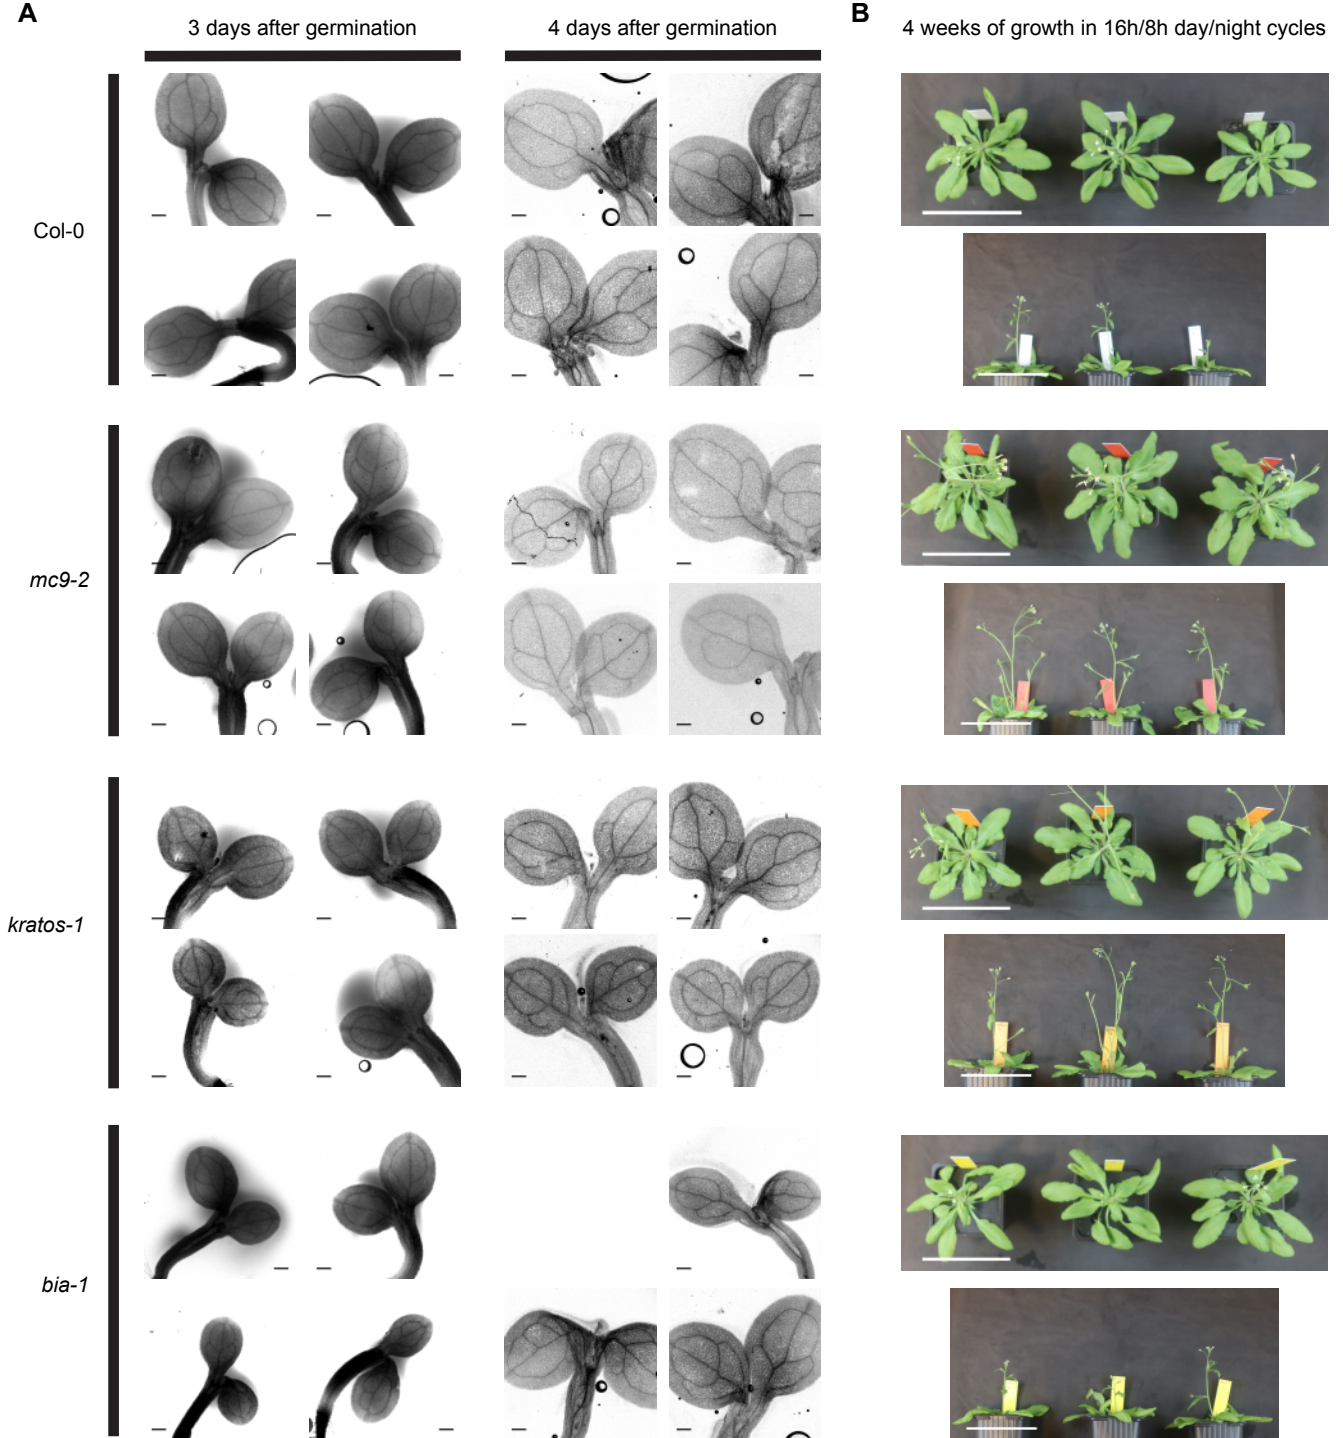 A
B
3 days after germination
4 days after germination
4 weeks of growth in 16h/8h day/night cycles
Col-0
mc9-2
kratos-1
bia-1